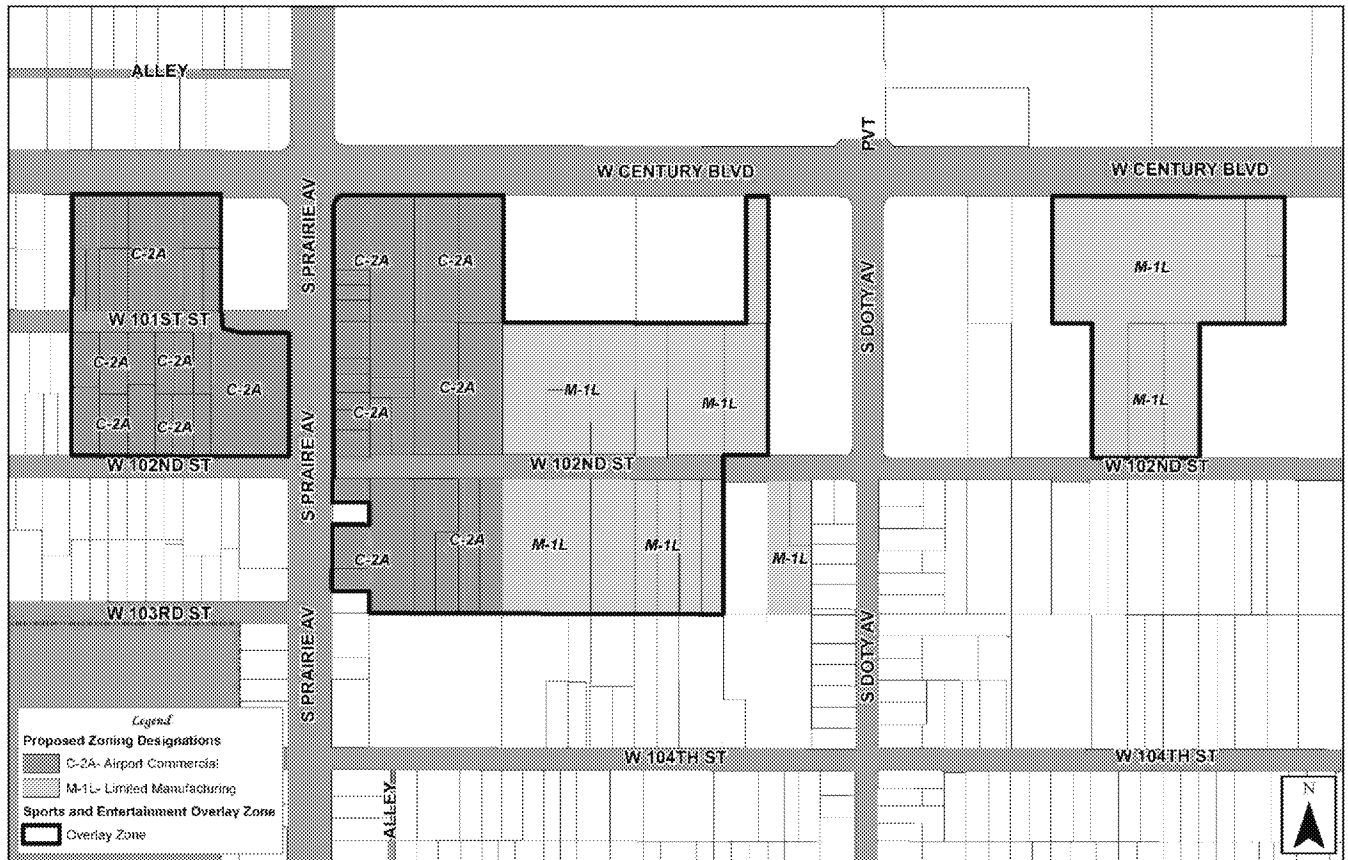 ALLEY
PVT
W CENTURY BLVD
W CENTURY BLVD
S PRAIRIE AV
C-2A
C-2A
C-2A
M-1L
S DOTY AV
W 101ST ST
C-2A
C-2A
C-2A
C-2A
M-1L
M-1L
M-1L
C-2A
C-2A
C-2A
S PRAIRE AV
W 102ND ST
W 102ND ST
W 102ND ST
C-2A
C-2A
M-1L
M-1L
M-1L
W 103RD ST
S PRAIRIE AV
S DOTY AV
W 104TH ST
W 104TH ST
ALLEY
Legend
Proposed Zoning Designations
C-2A- Airport Commercial
M-1L- Limited Manufacturing
Sports and Entertainment Overlay Zone
Overlay Zone
N